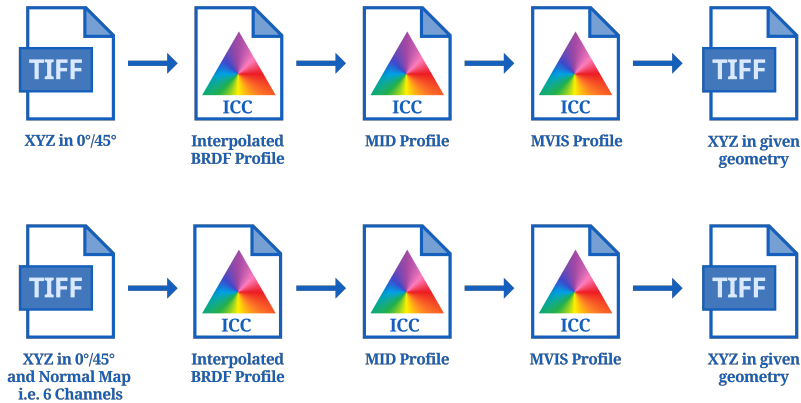 TIFF
ICC
ICC
ICC
TIFF
XYZ in 0°/45°
Interpolated
BRDF Profile
MID Profile
MVIS Profile
XYZ in given
geometry
TIFF
ICC
ICC
ICC
TIFF
XYZ in 0°/45°
and Normal Map
i.e. 6 Channels
Interpolated
BRDF Profile
MID Profile
MVIS Profile
XYZ in given
geometry